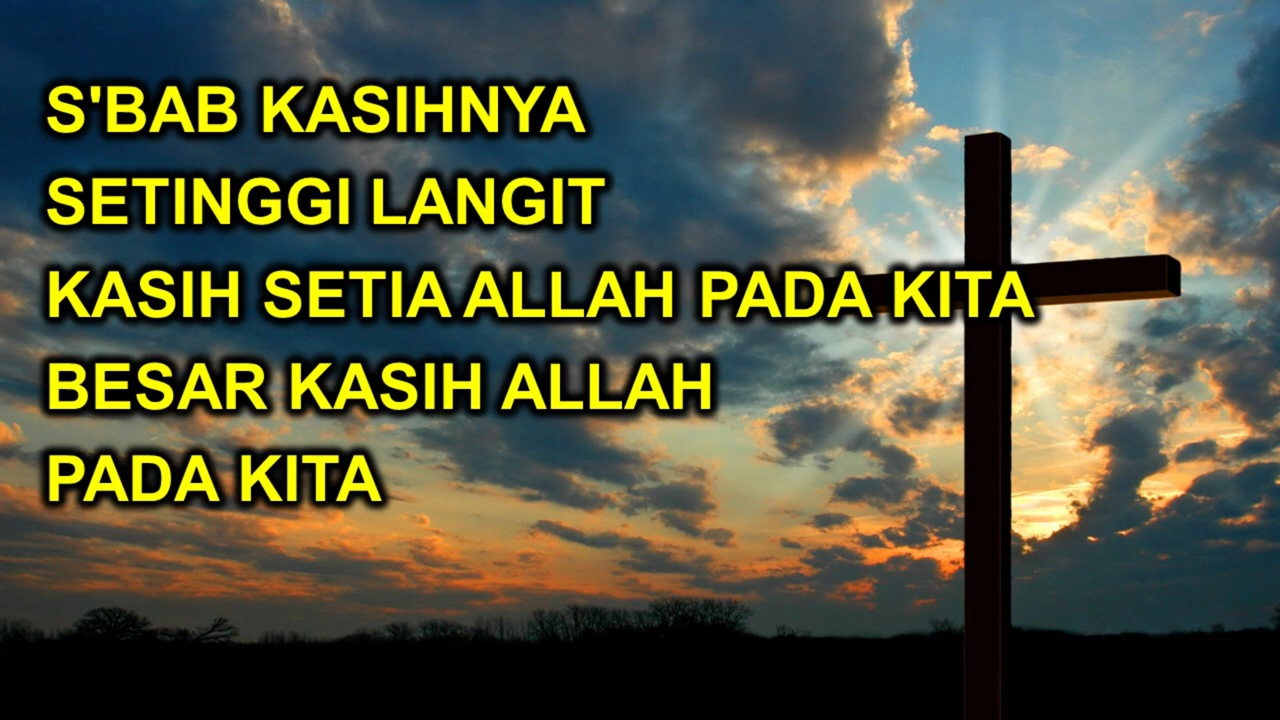 S'BAB KASIHNYA
SETINGGI LANGIT
KASIH SETIA ALLAH PADA KITA
BESAR KASIH ALLAH
PADA KITA